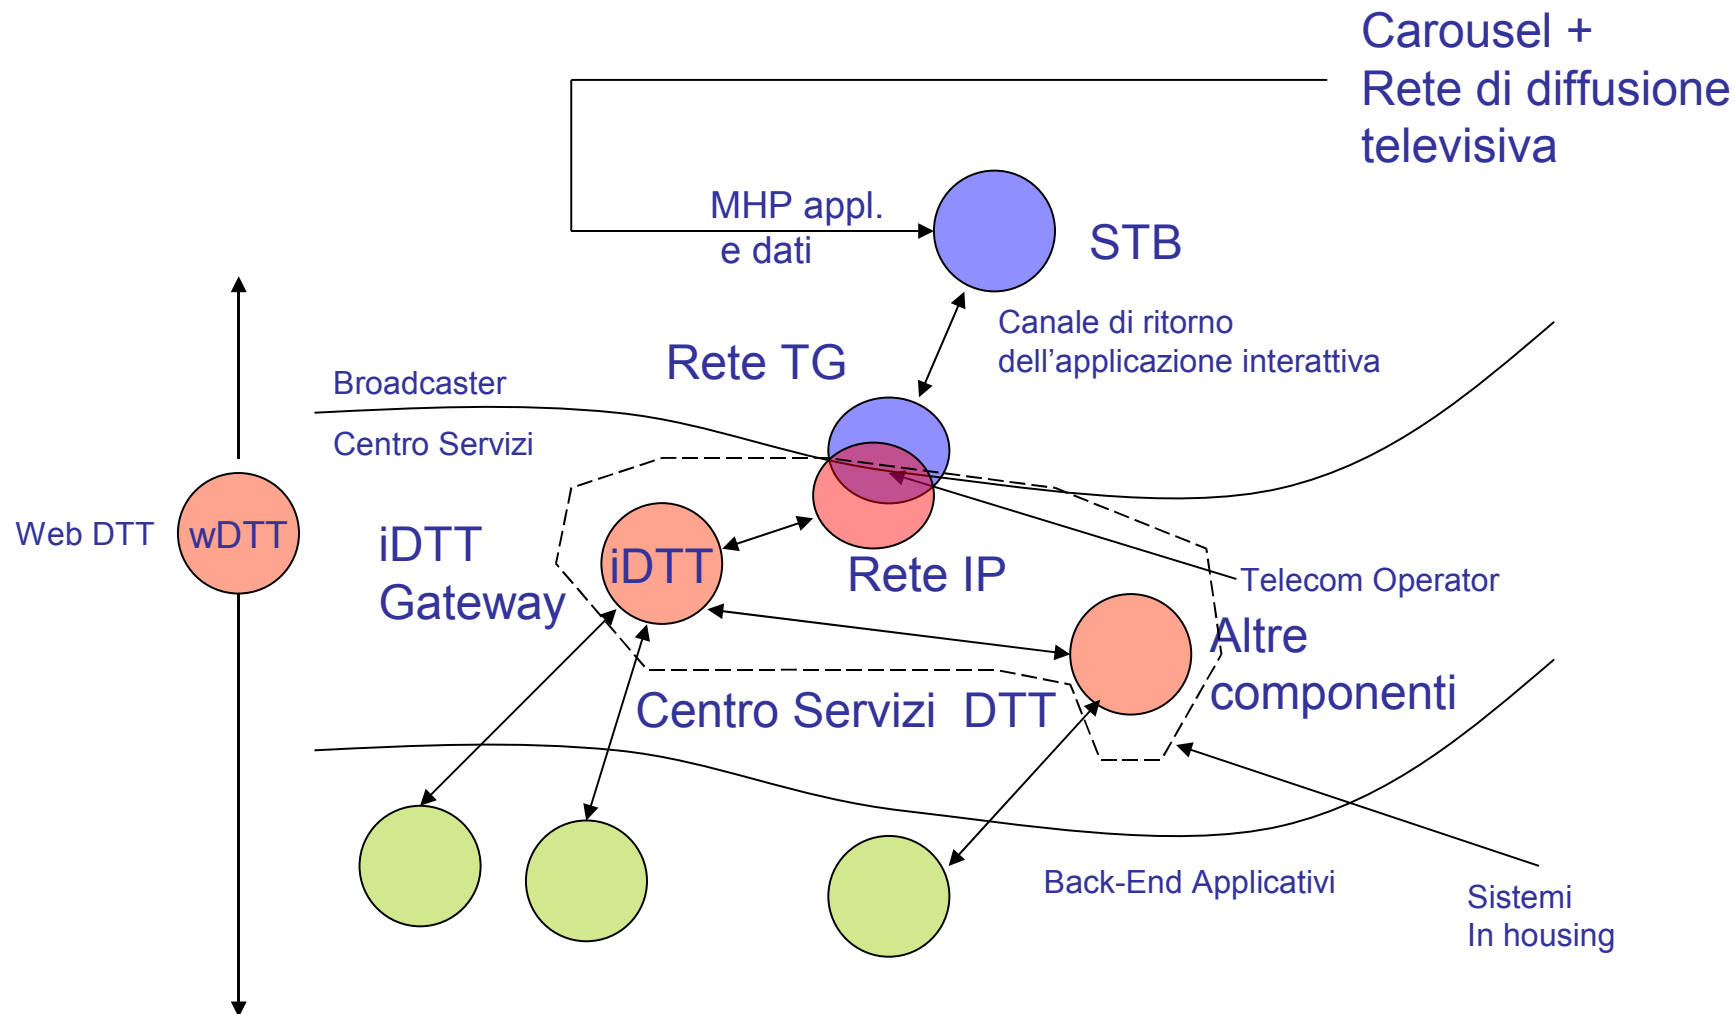 Carousel +
Rete di diffusione
televisiva
MHP appl.
e dati
STB
Canale di ritorno
dell’applicazione interattiva
Rete TG
Broadcaster
Centro Servizi
Web DTT
wDTT
iDTT
Gateway
iDTT
Rete IP
Telecom Operator
Altre
componenti
Centro Servizi DTT
Back-End Applicativi
Sistemi
In housing